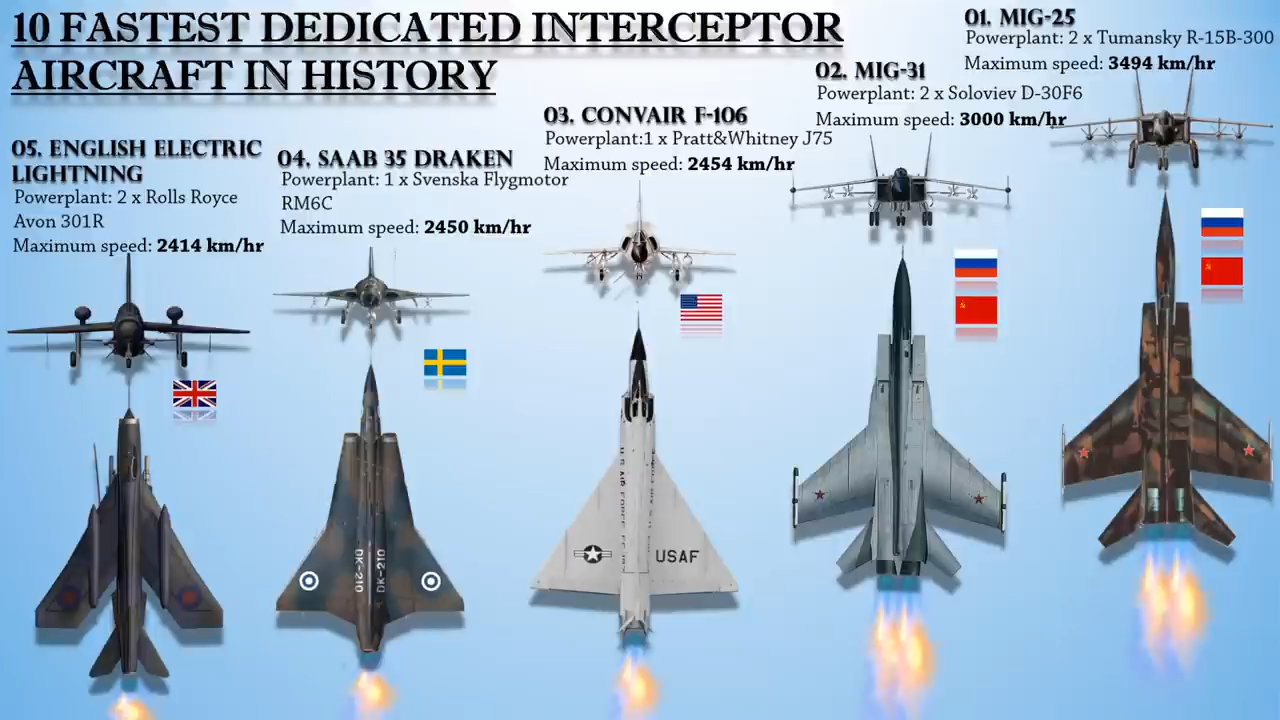 10 FASTEST DEDICATED INTERCEPTOR
AIRCRAFT IN HISTORY
05. ENGLISH ELECTRIC
LIGHTNING
Powerplant: 2 x Rolls Royce
Avon 301R
Maximum speed: 2414 km/hr
04. SAAB 35 DRAKEN
Powerplant: 1 x Svenska Flygmotor
RM6C
Maximum speed: 2450 km/hr
03. CONVAIR F-106
Powerplant:1 x Pratt&Whitney J75
Maximum speed: 2454 km/hr
02. MIG-31
Powerplant: 2 x Soloviev D-30F6
Maximum speed: 3000 km/hr
01. MIG-25
Powerplant: 2 x Tumansky R-15B-300
Maximum speed: 3494 km/hr
DK-210
DK-210
U.S. AIR FORCE
USAF